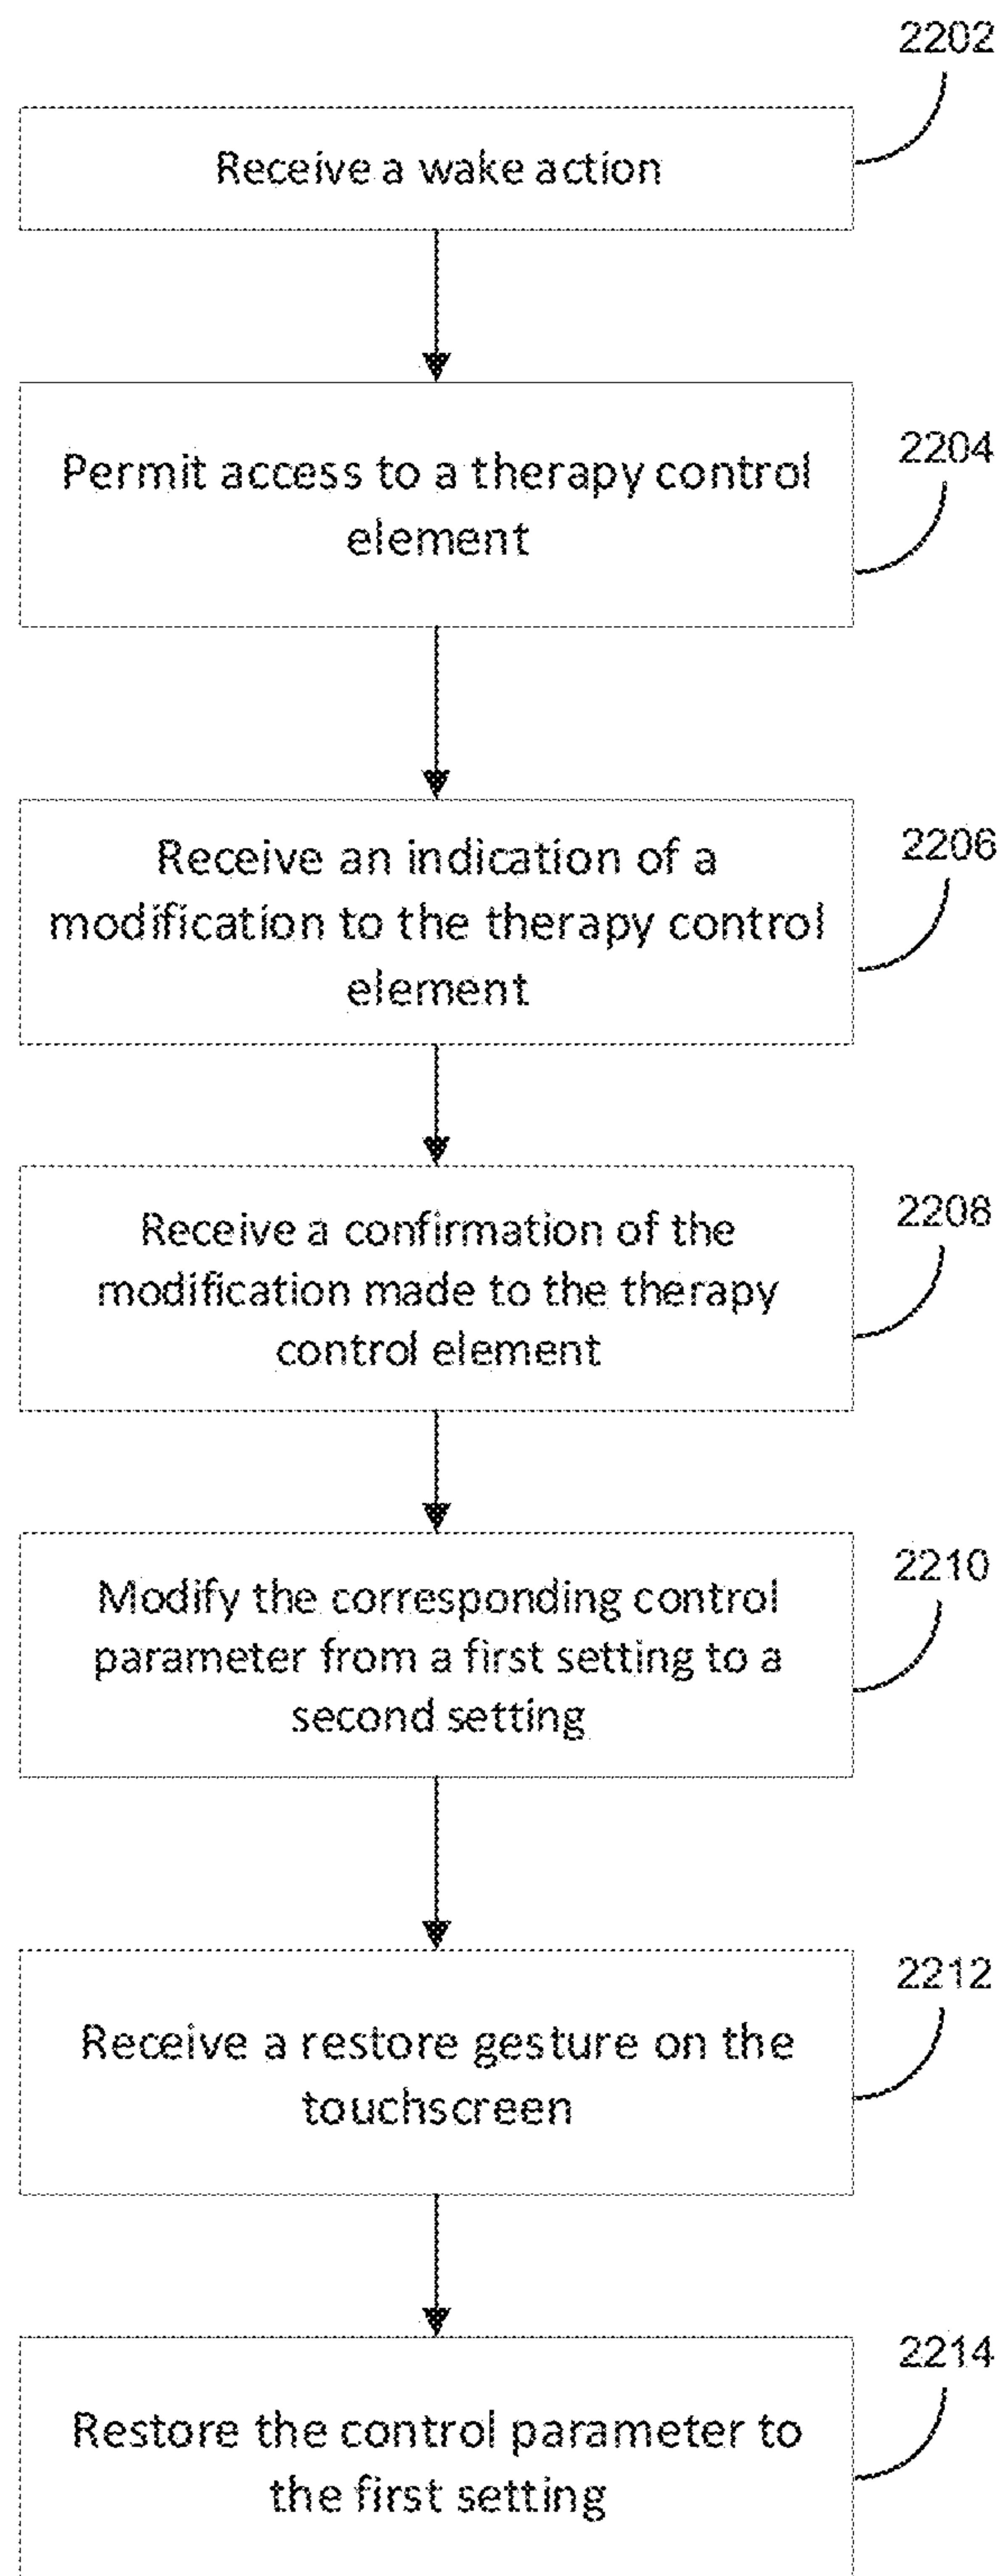 2202
Receive a wake action
2204
Permit access to a therapy control
element
2206
Receive an indication of a
modification to the therapy control
element
2208
Receive a confirmation of the
modification made to the therapy
control element
2210
Modify the corresponding control
parameter from a first setting to a
second setting
2212
Receive a restore gesture on the
touchscreen
2214
Restore the control parameter to
the first setting